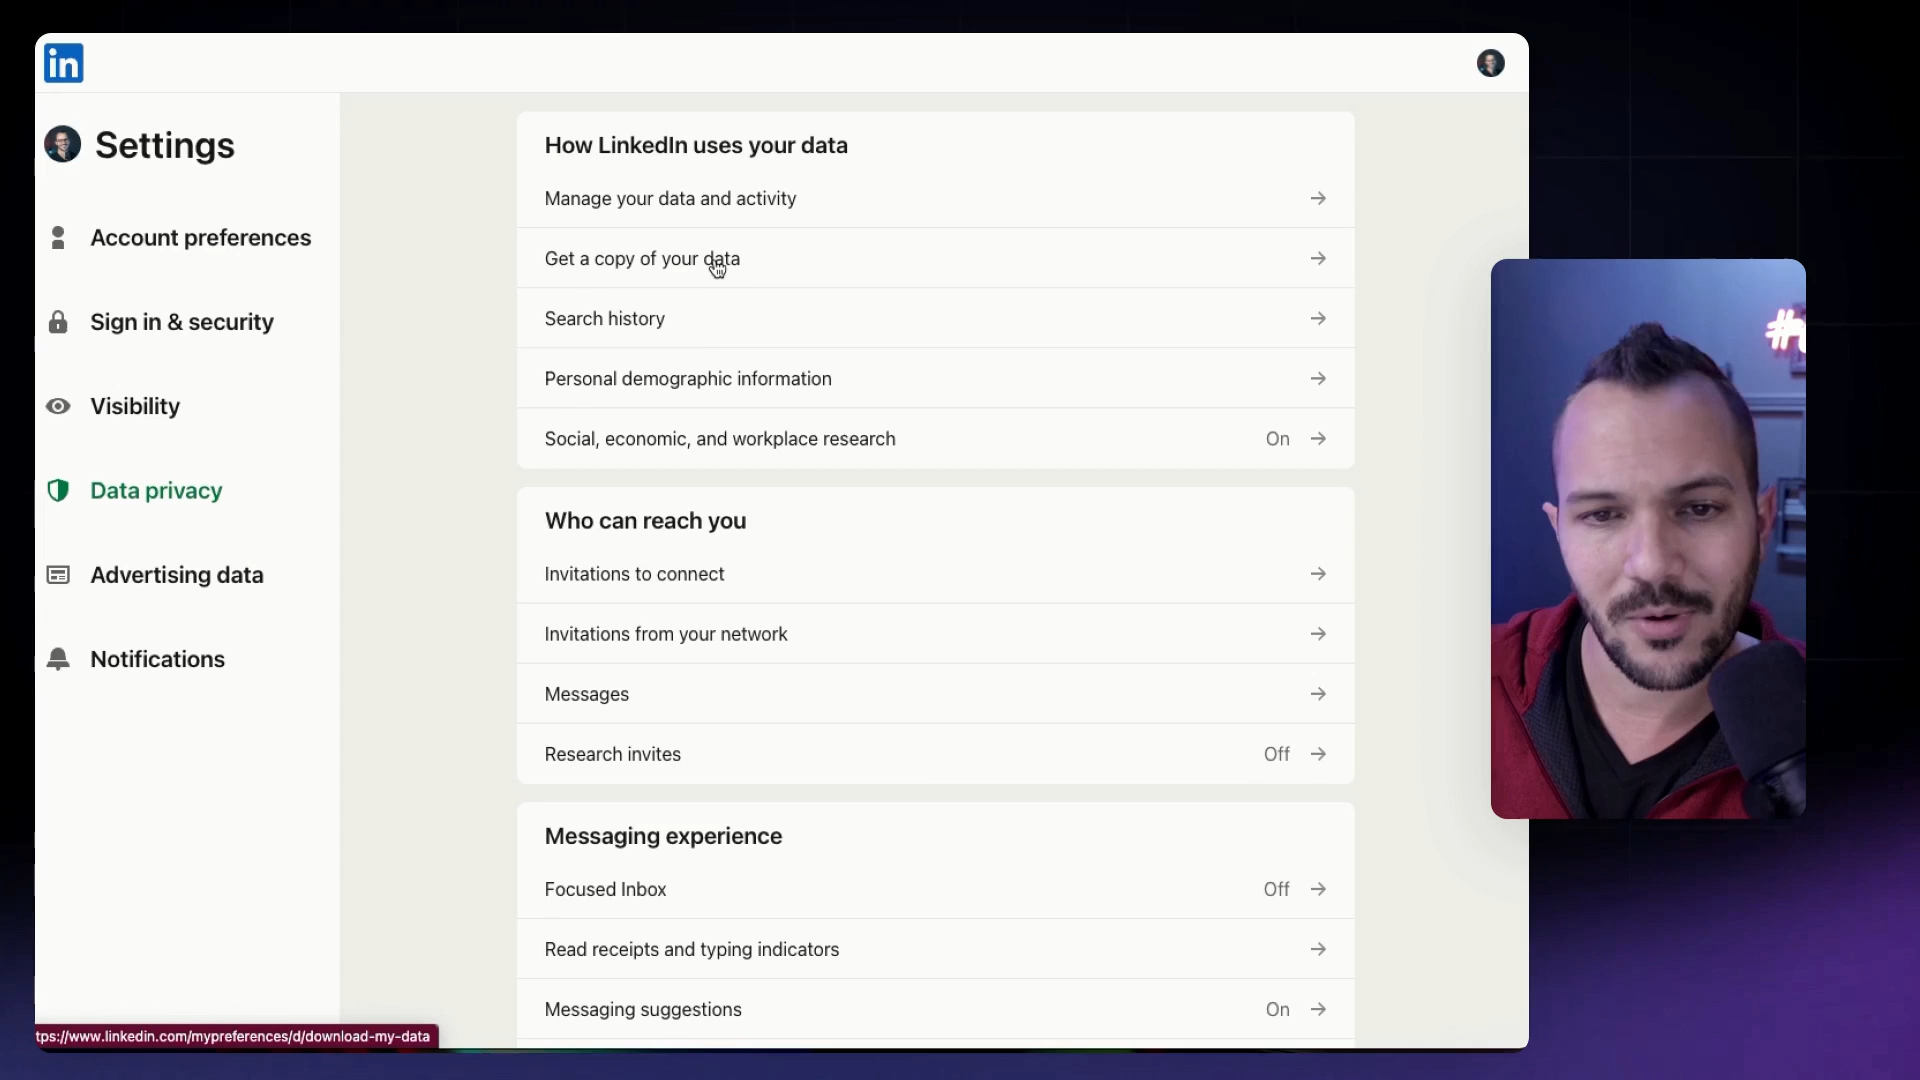 in
Settings
Account preferences
Sign in & security
Visibility
Data privacy
Advertising data
Notifications
How LinkedIn uses your data
Manage your data and activity
Get a copy of your data
Search history
Personal demographic information
Social, economic, and workplace research On
Who can reach you
Invitations to connect
Invitations from your network
Messages
Research invites Off
Messaging experience
Focused Inbox Off
Read receipts and typing indicators
Messaging suggestions On
tps://www.linkedin.com/mypreferences/d/download-my-data
#